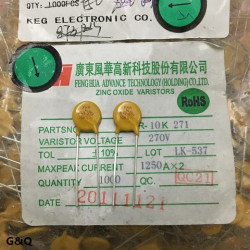 1000PCS
KEG ELECTRONIC CO.
廣東風華高新科技股份有限公司
FENGHUA ADVANCE TECHNOLOGY (HOLDING) CO.,LTD.
ZINC OXIDE VARISTORS
RoHS
PARTSNO R-10K 271
VARISTOR VOLTAGE 270V
TOL ±10% LOT. LK-537
MAXPEAK CURRENT 1250A×2
QUANTITY 1000 QC.
20111121
G&Q